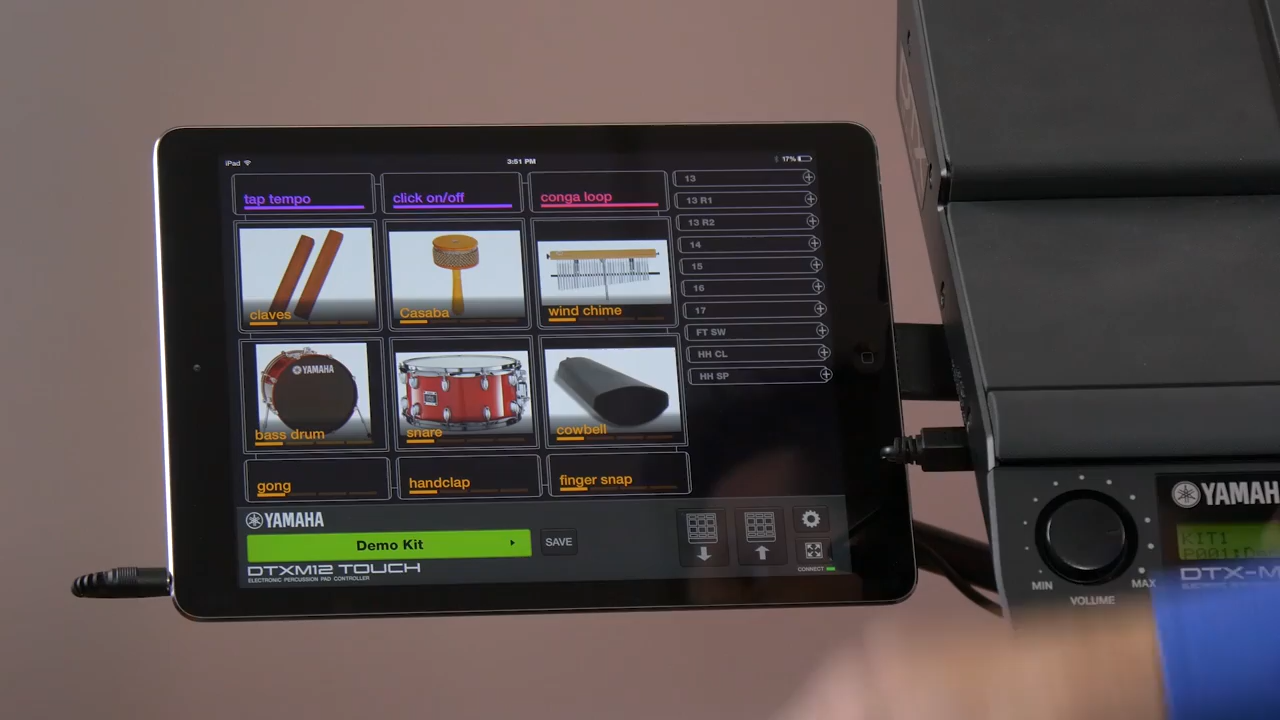 iPad 3:51 PM 17%
tap tempo click on/off conga loop
claves Casaba wind chime
YAMAHA
bass drum snare cowbell
gong handclap finger snap
13
13 R1
13 R2
14
15
16
17
FT SW
HH CL
HH SP
YAMAHA
Demo Kit SAVE
DTXM12 TOUCH
ELECTRONIC PERCUSSION PAD CONTROLLER
CONNECT
YAMAH
KIT1
DTX-M
MIN MAX
VOLUME